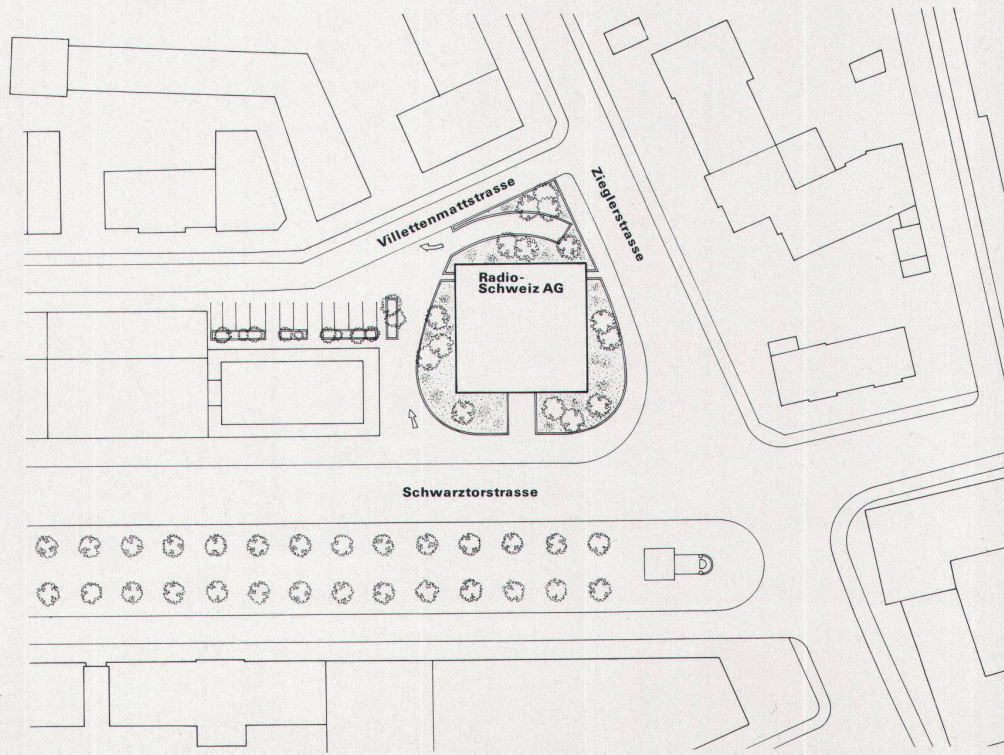 Villettenmattstrasse
Zieglerstrasse
Radio-
Schweiz AG
Schwarztorstrasse